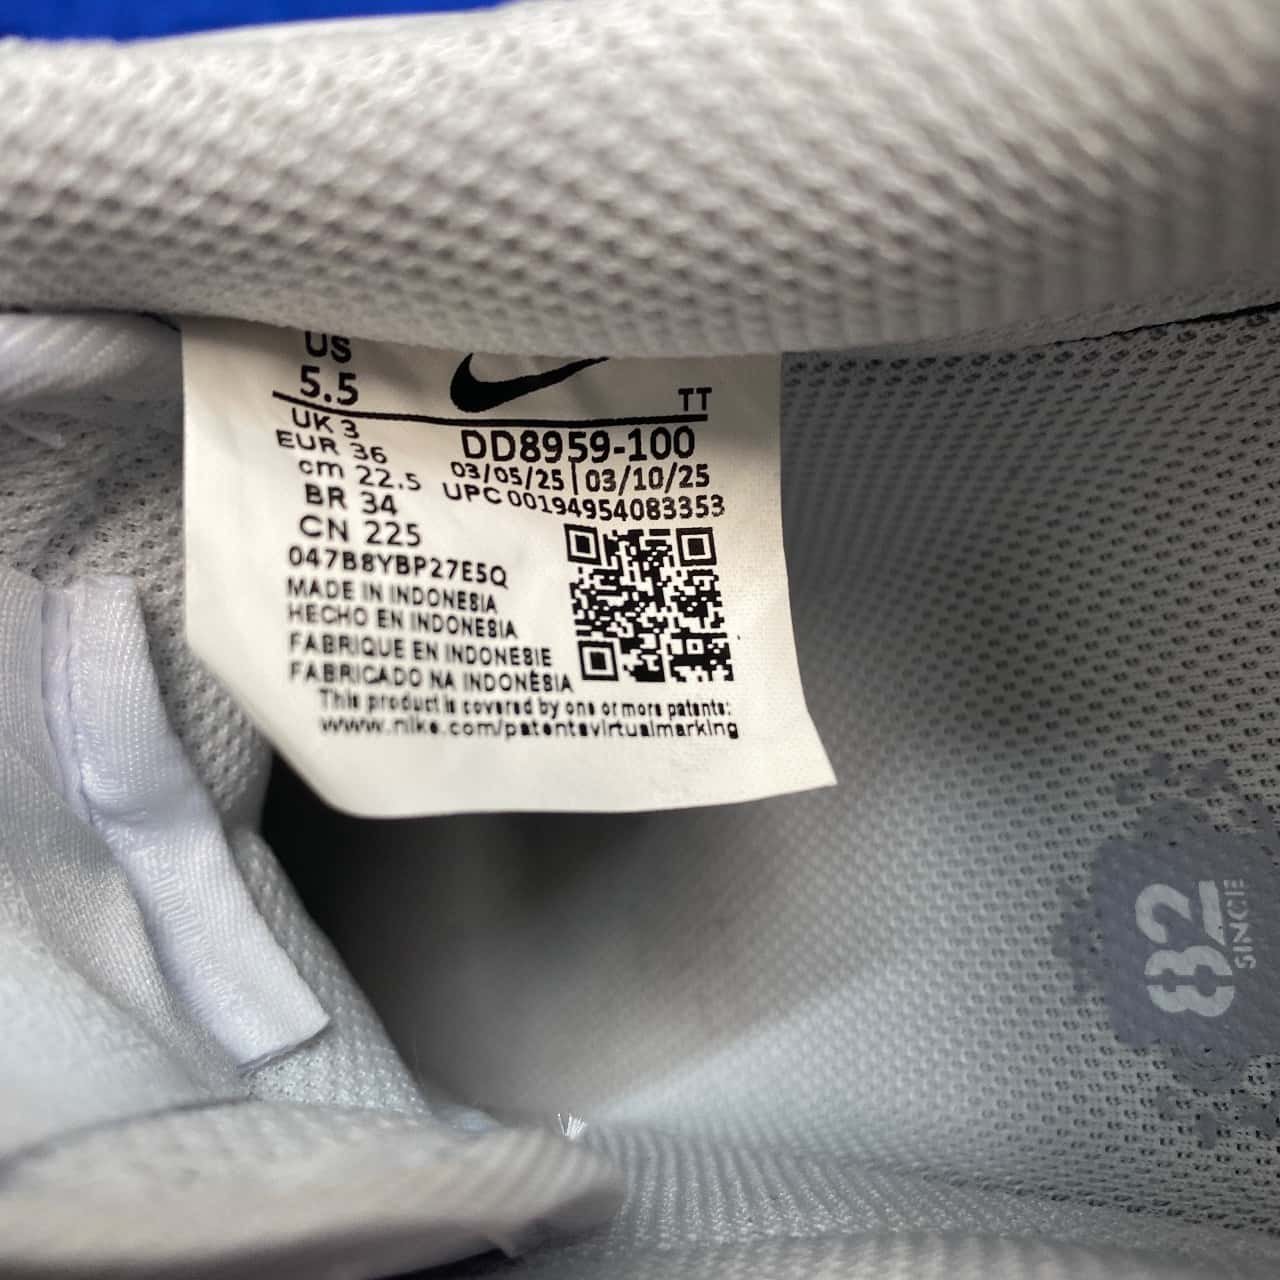 US
5.5
TT
UK 3
EUR 36
cm 22.5
BR 34
CN 225
DD8959-100
03/05/25 | 03/10/25
UPC 00194954083353
047B8YBP27E5Q
MADE IN INDONESIA
HECHO EN INDONESIA
FABRIQUE EN INDONESIE
FABRICADO NA INDONÉSIA
This product is covered by one or more patents:
www.nike.com/patentsvirtualmarking
SINCE
82